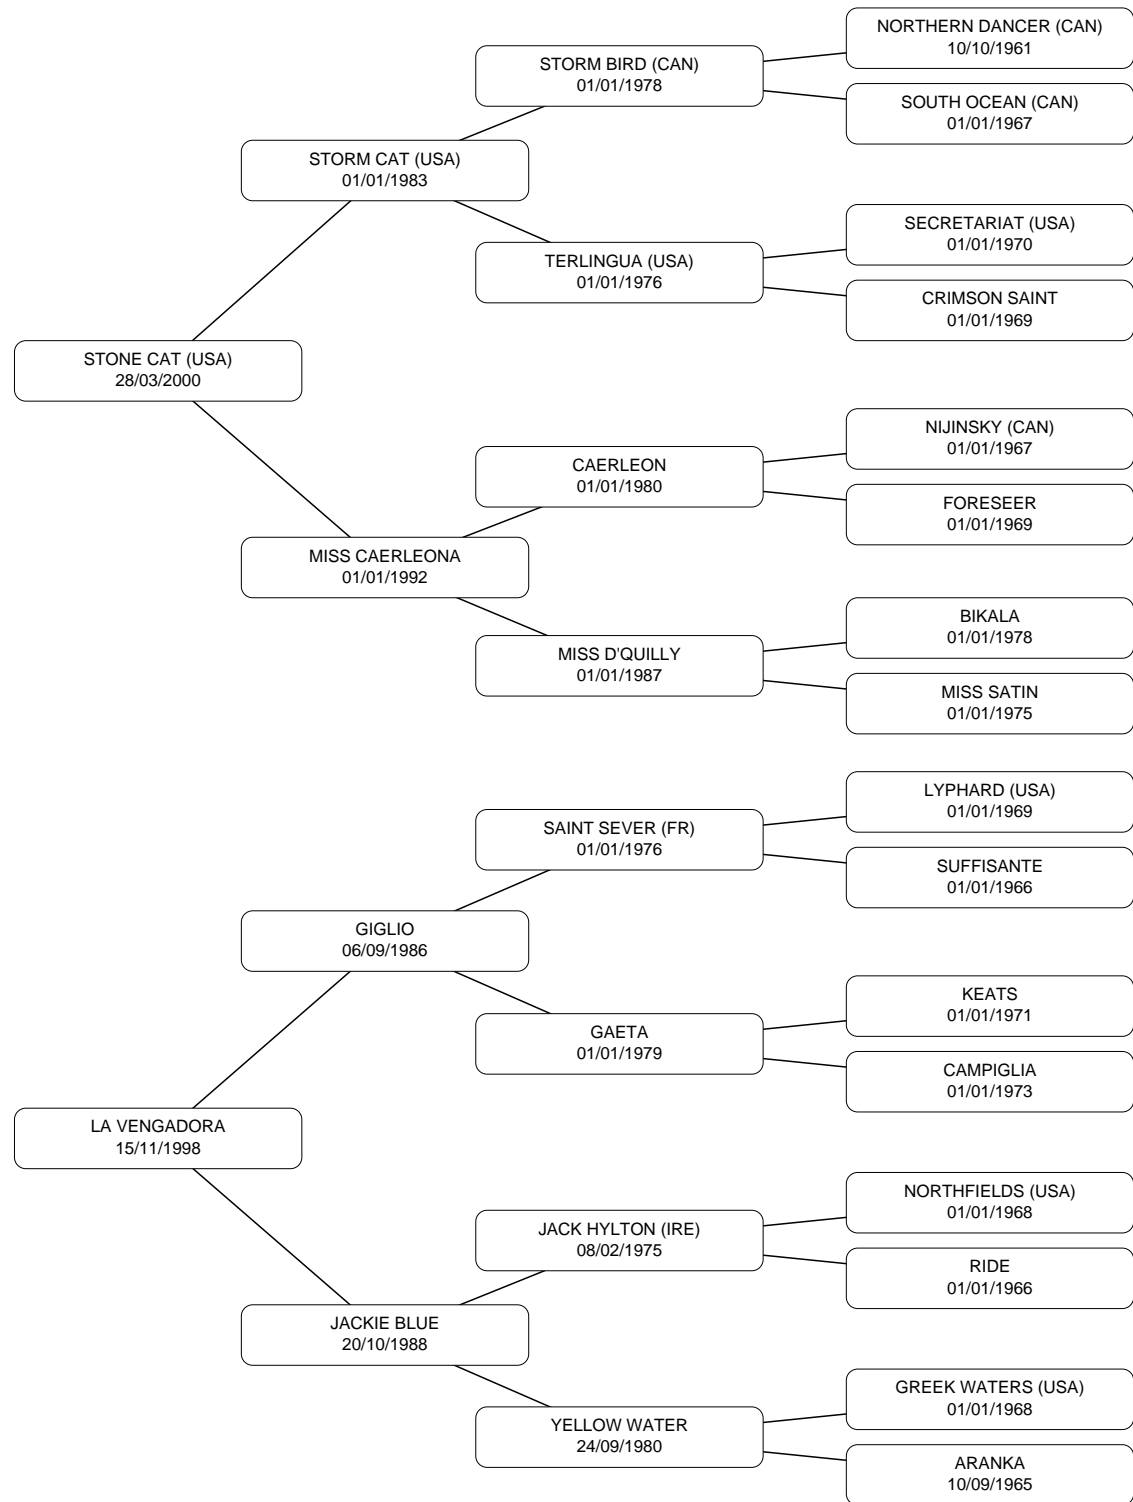 NORTHERN DANCER (CAN)
10/10/1961
STORM BIRD (CAN)
01/01/1978
SOUTH OCEAN (CAN)
01/01/1967
STORM CAT (USA)
01/01/1983
SECRETARIAT (USA)
01/01/1970
TERLINGUA (USA)
01/01/1976
CRIMSON SAINT
01/01/1969
STONE CAT (USA)
28/03/2000
NIJINSKY (CAN)
01/01/1967
CAERLEON
01/01/1980
FORESEER
01/01/1969
MISS CAERLEONA
01/01/1992
BIKALA
01/01/1978
MISS D'QUILLY
01/01/1987
MISS SATIN
01/01/1975
LYPHARD (USA)
01/01/1969
SAINT SEVER (FR)
01/01/1976
SUFFISANTE
01/01/1966
GIGLIO
06/09/1986
KEATS
01/01/1971
GAETA
01/01/1979
CAMPIGLIA
01/01/1973
LA VENGADORA
15/11/1998
NORTHFIELDS (USA)
01/01/1968
JACK HYLTON (IRE)
08/02/1975
RIDE
01/01/1966
JACKIE BLUE
20/10/1988
GREEK WATERS (USA)
01/01/1968
YELLOW WATER
24/09/1980
ARANKA
10/09/1965